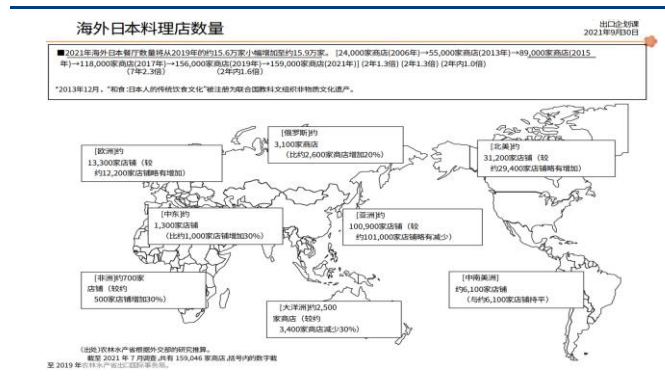 海外日本料理店数量
出口企划课
2021年9月30日
■2021年海外日本餐厅数量将从2019年的约15.6万家小幅增加至约15.9万家。 [24,000家商店(2006年)→55,000家商店(2013年)→89,000家商店(2015
年)→118,000家商店(2017年)→156,000家商店(2019年)→159,000家商店(2021年)] (2年1.3倍) (2年1.3倍) (2年内1.0倍)
(7年2.3倍) (2年内1.6倍)
*2013年12月，“和食:日本人的传统饮食文化”被注册为联合国教科文组织非物质文化遗产。
[俄罗斯]约
3,100家商店
（比约2,600家商店增加20%）
[欧洲]约
13,300家店铺（较
约12,200家店铺略有增加）
[北美]约
31,200家店铺（较
约29,400家店铺略有增加）
[中东]约
1,300家店铺
（比约1,000家店铺增加30%）
[亚洲]约
100,900家店铺（较
约101,000家店铺略有减少）
[非洲]约700家
店铺（较约
500家店铺增加30%）
[大洋洲]约2,500
家商店（较约
3,400家商店减少30%）
[中南美洲]
约6,100家店铺
（与约6,100家店铺持平）
（出处)农林水产省根据外交部的研究推算。
截至 2021 年 7 月调查,共有 159,046 家商店,括号内的数字截
至 2019 年农林水产省出口国际事务局。